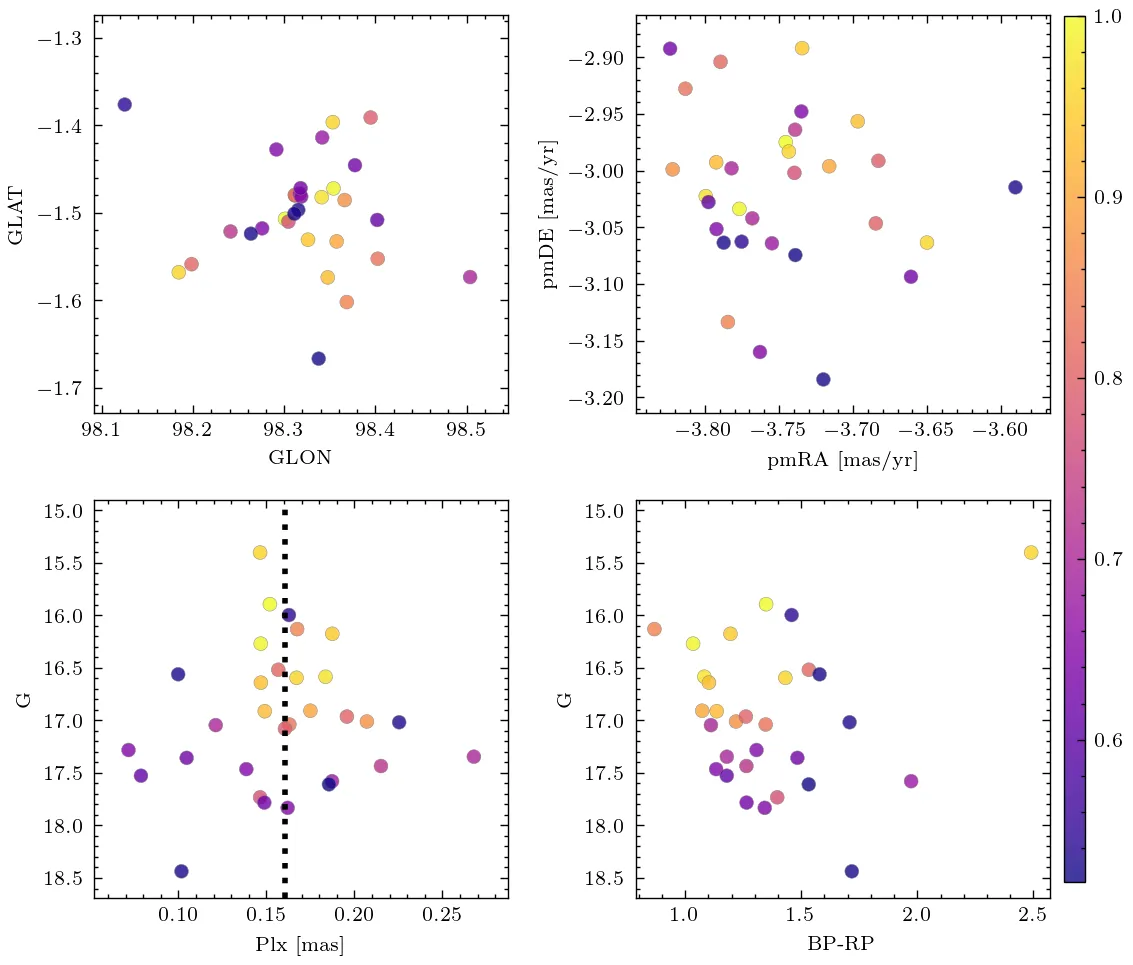 −1.3
−1.4
−1.5
−1.6
−1.7
GLAT
98.1 98.2 98.3 98.4 98.5
GLON
−2.90
−2.95
−3.00
−3.05
−3.10
−3.15
−3.20
pmDE [mas/yr]
−3.80 −3.75 −3.70 −3.65 −3.60
pmRA [mas/yr]
15.0
15.5
16.0
16.5
17.0
17.5
18.0
18.5
G
0.10 0.15 0.20 0.25
Plx [mas]
15.0
15.5
16.0
16.5
17.0
17.5
18.0
18.5
G
1.0 1.5 2.0 2.5
BP-RP
1.0
0.9
0.8
0.7
0.6